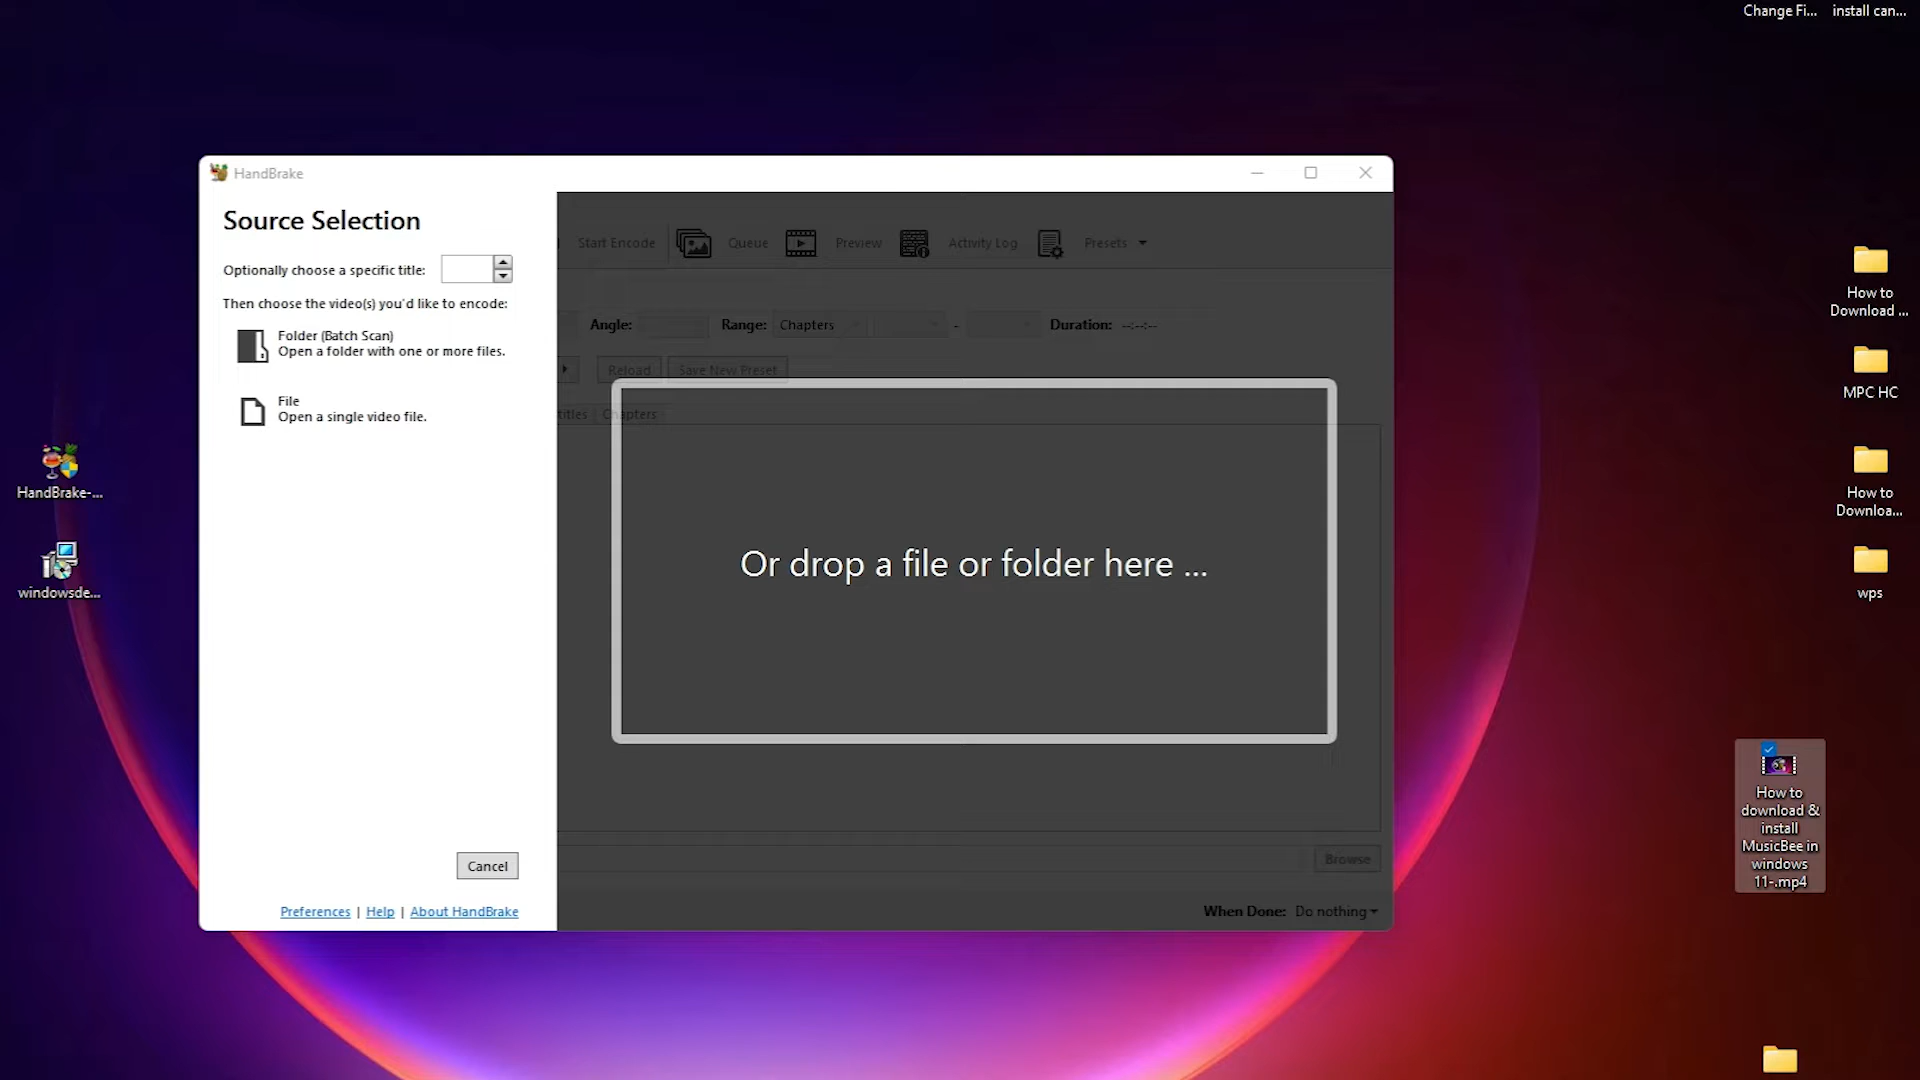 Change Fi... install can...
HandBrake
Source Selection
Optionally choose a specific title:
Then choose the video(s) you'd like to encode:
Folder (Batch Scan)
Open a folder with one or more files.
File
Open a single video file.
Cancel
Preferences | Help | About HandBrake
Start Encode Queue Preview Activity Log Presets
Angle: Range: Chapters - Duration: --:--:--
Reload Save New Preset
titles Chapters
Or drop a file or folder here ...
Browse
When Done: Do nothing
HandBrake-...
windowsde...
How to
Download ...
MPC HC
How to
Downloa...
wps
How to
download &
install
MusicBee in
windows
11-.mp4